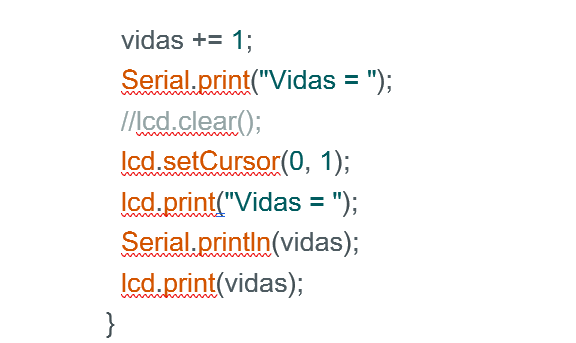 vidas += 1;
Serial.print("Vidas = ");
//lcd.clear();
lcd.setCursor(0, 1);
lcd.print("Vidas = ");
Serial.println(vidas);
lcd.print(vidas);
}